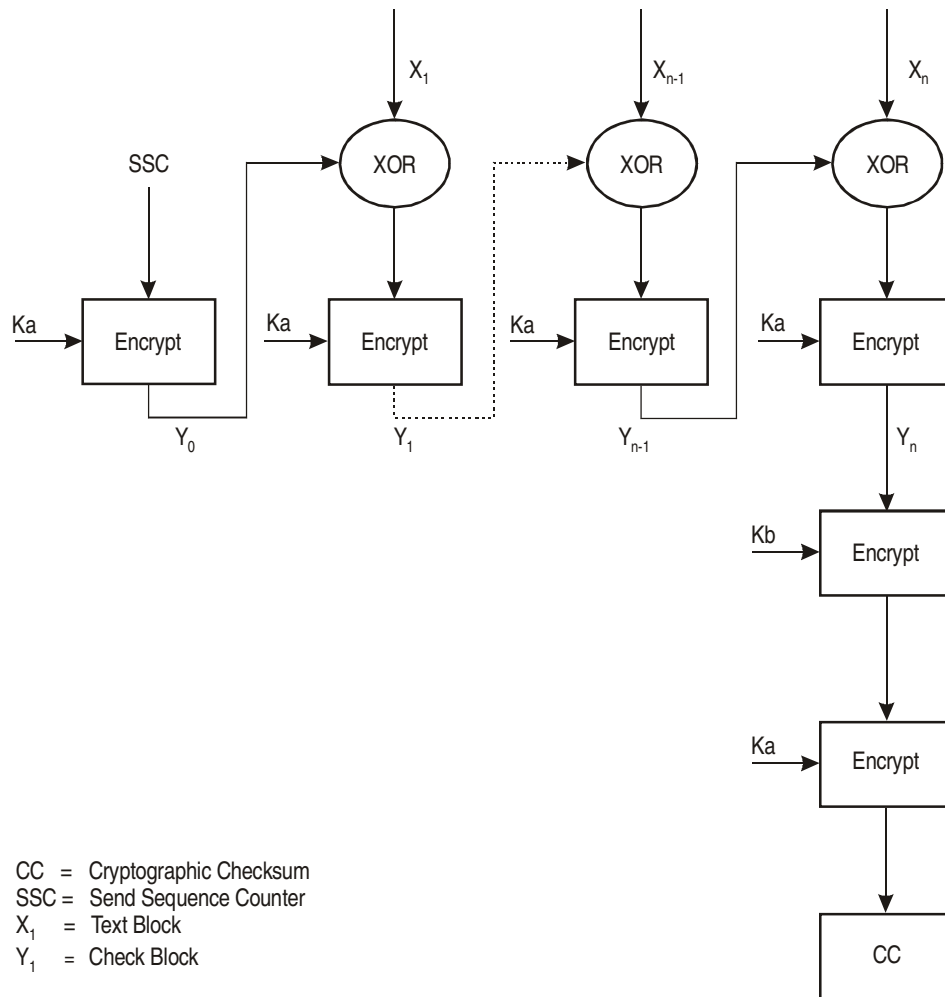 X1
Xn-1
Xn
SSC
XOR
XOR
XOR
Ka
Encrypt
Ka
Encrypt
Ka
Encrypt
Ka
Encrypt
Y0
Y1
Yn-1
Yn
Kb
Encrypt
Ka
Encrypt
CC = Cryptographic Checksum
SSC = Send Sequence Counter
X1 = Text Block
Y1 = Check Block
CC